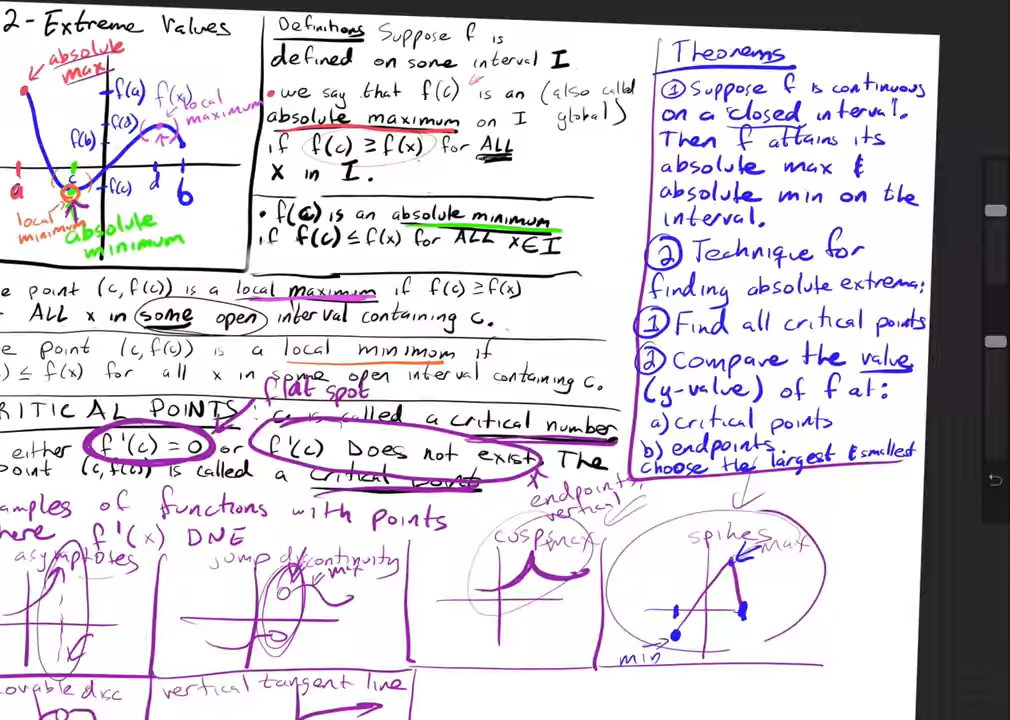 2 - Extreme Values
absolute
max
f(a)
f(x)
f(d)
local
maximum
f(b)
a
c
d
b
f(c)
local
minimum
absolute
minimum
Definitions Suppose f is
defined on some interval I
• we say that f(c) is an (also called
absolute maximum on I global)
if f(c) ≥ f(x) for ALL
x in I.
• f(c) is an absolute minimum
if f(c) ≤ f(x) for ALL x∈I
e point (c, f(c)) is a local maximum if f(c) ≥ f(x)
ALL x in some open interval containing c.
e point (c, f(c)) is a local minimum if
) ≤ f(x) for all x in some open interval containing c.
flat spot
RITICAL POINTS: c is called a critical number
either f'(c) = 0 or f'(c) Does not exist. The
point (c, f(c)) is called a critical point
endpoints
vertical
amples of functions with points
here f'(x) DNE
asymptotes
jump discontinuity
max
cusps
max
spikes
max
min
ovable disc
vertical tangent line
Theorems
① Suppose f is continuous
on a "closed interval".
Then f attains its
absolute max &
absolute min on the
interval.
② Technique for
finding absolute extrema:
① Find all critical points
② Compare the value
(y-value) of f at:
a) critical points
b) endpoints
choose the largest & smallest